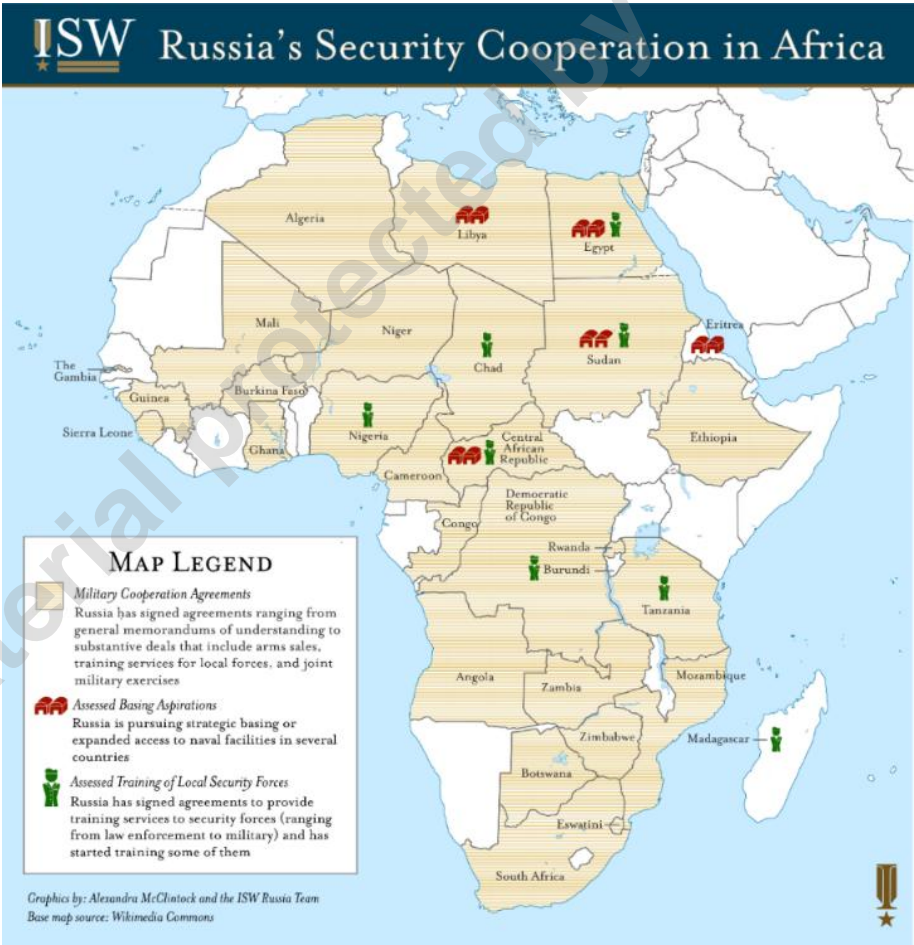 ISW Russia's Security Cooperation in Africa
Algeria
Libya
Egypt
Mali
Niger
Chad
Sudan
Eritrea
The
Gambia
Guinea
Burkina Faso
Sierra Leone
Ghana
Nigeria
Central
African
Republic
Ethiopia
Cameroon
Democratic
Republic
of Congo
Congo
Rwanda
Burundi
Tanzania
Angola
Zambia
Mozambique
Zimbabwe
Madagascar
Botswana
Eswatini
South Africa
MAP LEGEND
Military Cooperation Agreements
Russia has signed agreements ranging from
general memorandums of understanding to
substantive deals that include arms sales,
training services for local forces, and joint
military exercises
Assessed Basing Aspirations
Russia is pursuing strategic basing or
expanded access to naval facilities in several
countries
Assessed Training of Local Security Forces
Russia has signed agreements to provide
training services to security forces (ranging
from law enforcement to military) and has
started training some of them
Graphics by: Alexandra McClintock and the ISW Russia Team
Base map source: Wikimedia Commons
terial protected by